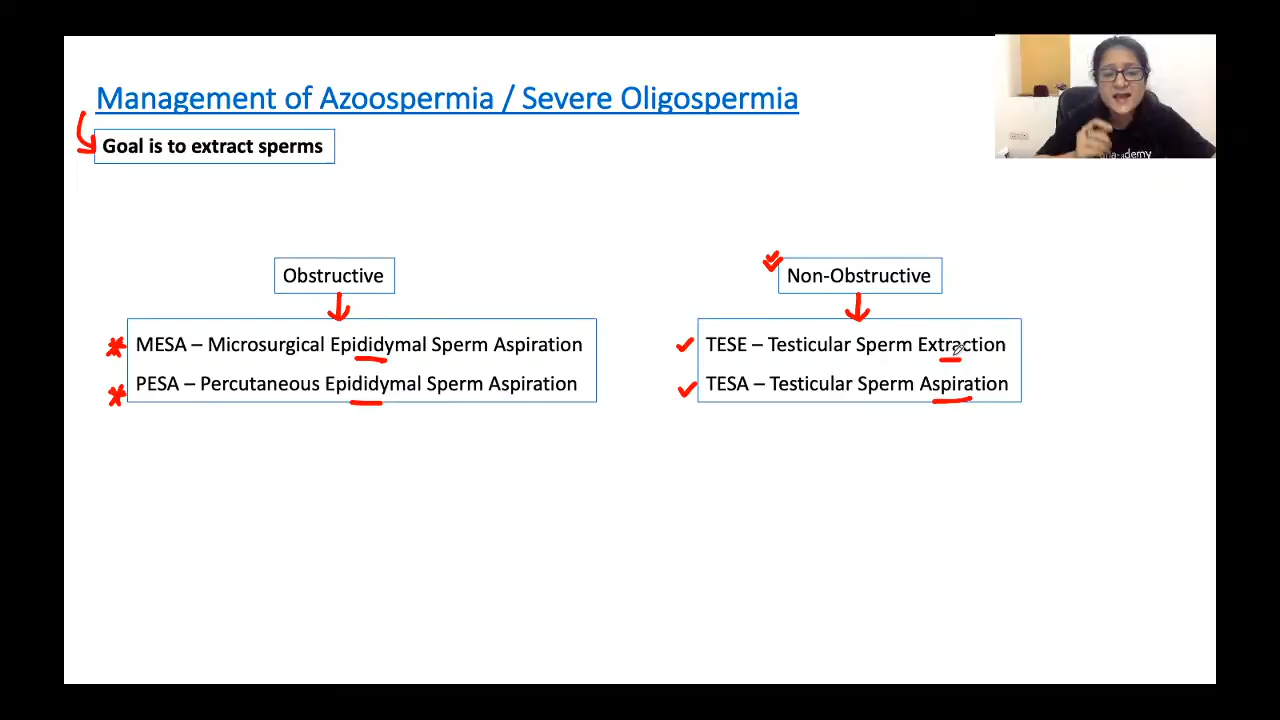 Management of Azoospermia / Severe Oligospermia
Goal is to extract sperms
Obstructive
MESA – Microsurgical Epididymal Sperm Aspiration
PESA – Percutaneous Epididymal Sperm Aspiration
Non-Obstructive
TESE – Testicular Sperm Extraction
TESA – Testicular Sperm Aspiration